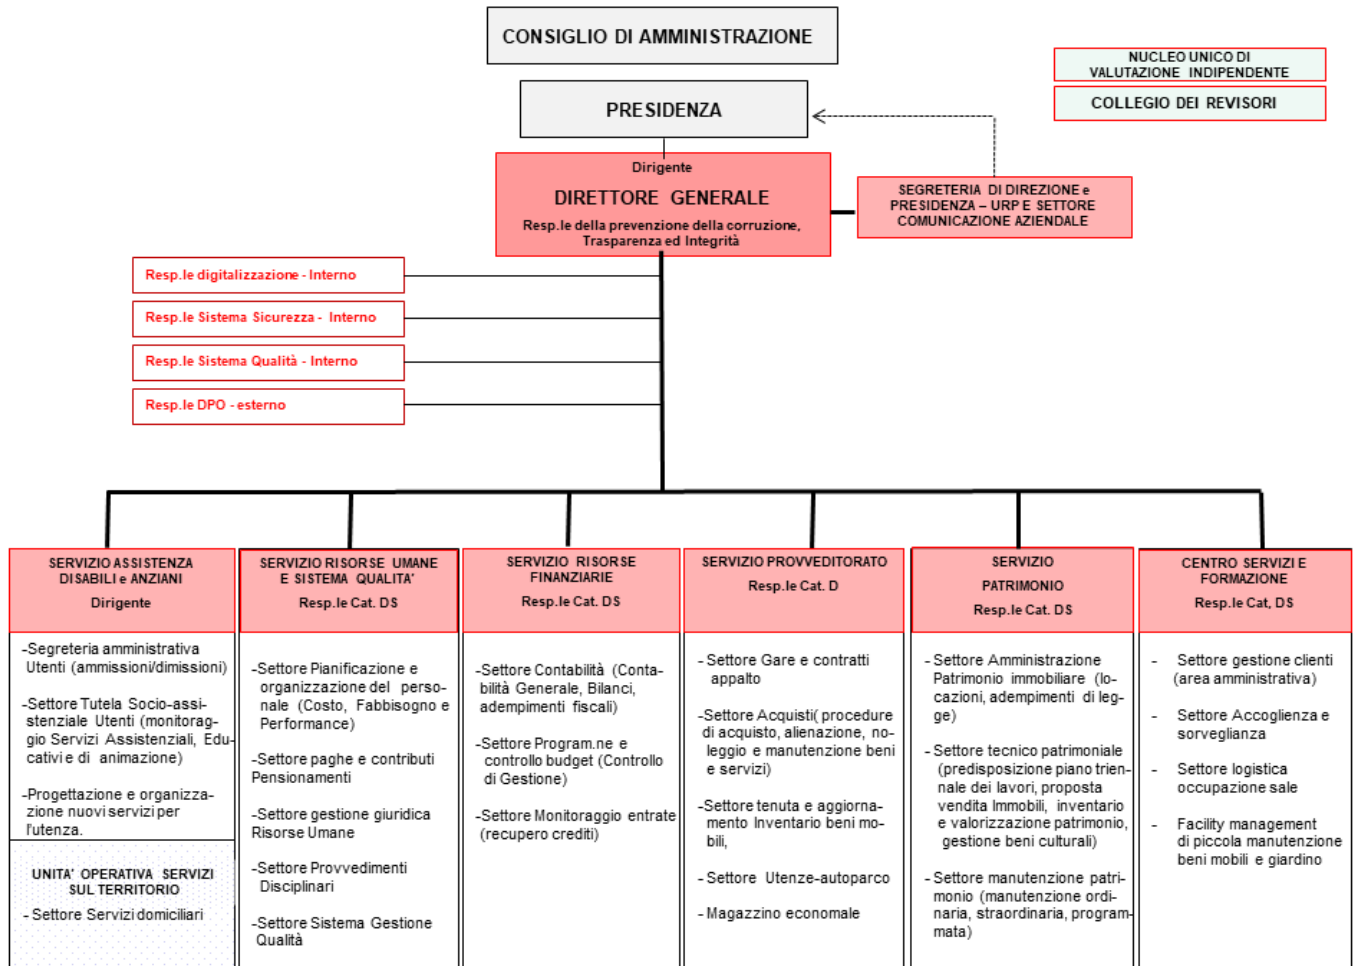 CONSIGLIO DI AMMINISTRAZIONE
NUCLEO UNICO DI
VALUTAZIONE INDIPENDENTE
COLLEGIO DEI REVISORI
PRESIDENZA
Dirigente
DIRETTORE GENERALE
Resp.le della prevenzione della corruzione,
Trasparenza ed Integrità
SEGRETERIA DI DIREZIONE e
PRESIDENZA – URP E SETTORE
COMUNICAZIONE AZIENDALE
Resp.le digitalizzazione - Interno
Resp.le Sistema Sicurezza - Interno
Resp.le Sistema Qualità - Interno
Resp.le DPO - esterno
SERVIZIO ASSISTENZA
DISABILI e ANZIANI
Dirigente
-Segreteria amministrativa
Utenti (ammissioni/dimissioni)
-Settore Tutela Socio-assi-
stenziale Utenti (monitorag-
gio Servizi Assistenziali, Edu-
cativi e di animazione)
-Progettazione e organizza-
zione nuovi servizi per
l'utenza.
UNITA' OPERATIVA SERVIZI
SUL TERRITORIO
- Settore Servizi domiciliari
SERVIZIO RISORSE UMANE
E SISTEMA QUALITA'
Resp.le Cat. DS
-Settore Pianificazione e
organizzazione del perso-
nale (Costo, Fabbisogno e
Performance)
-Settore paghe e contributi
Pensionamenti
-Settore gestione giuridica
Risorse Umane
-Settore Provvedimenti
Disciplinari
-Settore Sistema Gestione
Qualità
SERVIZIO RISORSE
FINANZIARIE
Resp.le Cat. DS
-Settore Contabilità (Conta-
bilità Generale, Bilanci,
adempimenti fiscali)
-Settore Program.ne e
controllo budget (Controllo
di Gestione)
-Settore Monitoraggio entrate
(recupero crediti)
SERVIZIO PROVVEDITORATO
Resp.le Cat. D
- Settore Gare e contratti
appalto
-Settore Acquisti( procedure
di acquisto, alienazione, no-
leggio e manutenzione beni
e servizi)
-Settore tenuta e aggiorna-
mento Inventario beni mo-
bili,
- Settore Utenze-autoparco
- Magazzino economale
SERVIZIO
PATRIMONIO
Resp.le Cat. DS
- Settore Amministrazione
Patrimonio immobiliare (lo-
cazioni, adempimenti di leg-
ge)
- Settore tecnico patrimoniale
(predisposizione piano trien-
nale dei lavori, proposta
vendita Immobili, inventario
e valorizzazione patrimonio,
gestione beni culturali)
- Settore manutenzione patri-
monio (manutenzione ordi-
naria, straordinaria, program-
mata)
CENTRO SERVIZI E
FORMAZIONE
Resp.le Cat, DS
- Settore gestione clienti
(area amministrativa)
- Settore Accoglienza e
sorveglianza
- Settore logistica
occupazione sale
- Facility management
di piccola manutenzione
beni mobili e giardino